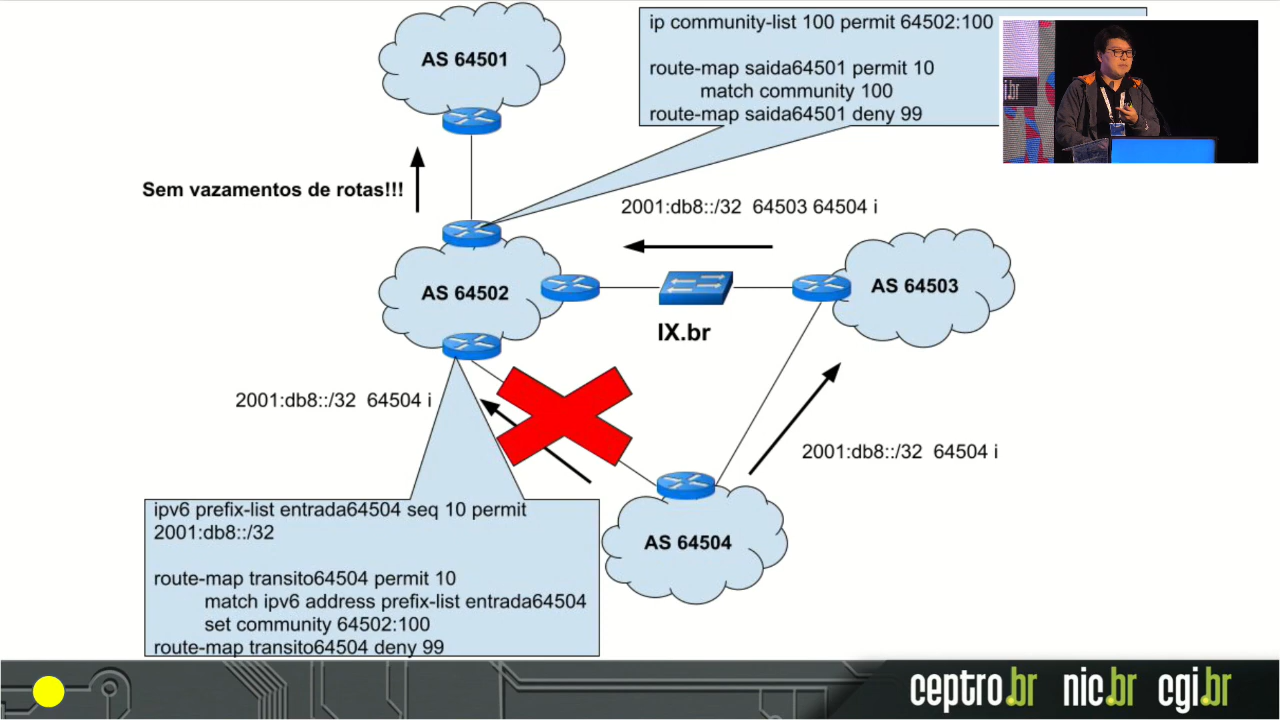 AS 64501
ip community-list 100 permit 64502:100
route-map saida64501 permit 10
match community 100
route-map saida64501 deny 99
i.br
Sem vazamentos de rotas!!!
2001:db8::/32 64503 64504 i
AS 64502
IX.br
AS 64503
2001:db8::/32 64504 i
2001:db8::/32 64504 i
AS 64504
ipv6 prefix-list entrada64504 seq 10 permit
2001:db8::/32
route-map transito64504 permit 10
match ipv6 address prefix-list entrada64504
set community 64502:100
route-map transito64504 deny 99
ceptro.br nic.br cgi.br